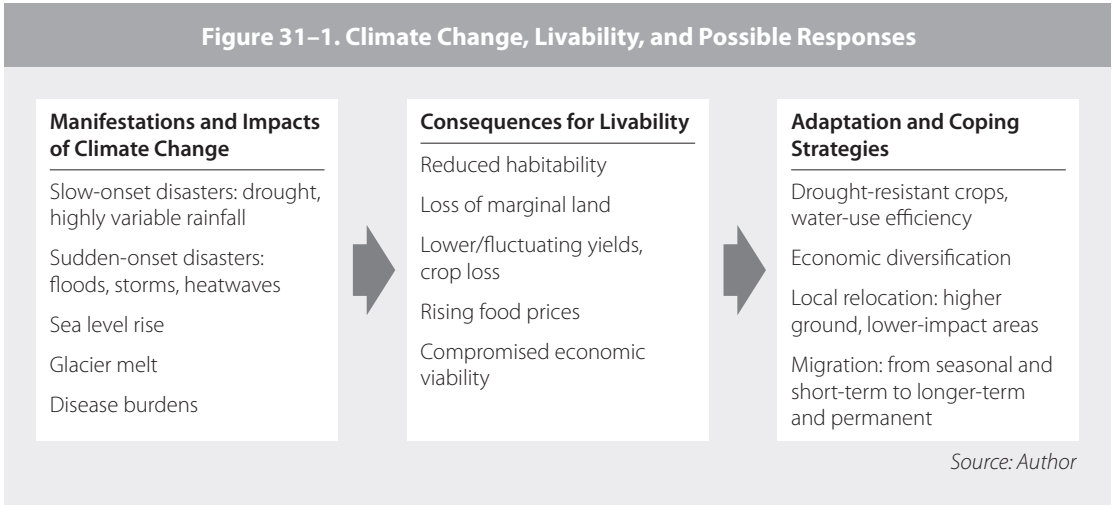 Figure 31–1. Climate Change, Livability, and Possible Responses
Manifestations and Impacts
of Climate Change
Slow-onset disasters: drought,
highly variable rainfall
Sudden-onset disasters:
floods, storms, heatwaves
Sea level rise
Glacier melt
Disease burdens
Consequences for Livability
Reduced habitability
Loss of marginal land
Lower/fluctuating yields,
crop loss
Rising food prices
Compromised economic
viability
Adaptation and Coping
Strategies
Drought-resistant crops,
water-use efficiency
Economic diversification
Local relocation: higher
ground, lower-impact areas
Migration: from seasonal and
short-term to longer-term
and permanent
Source: Author